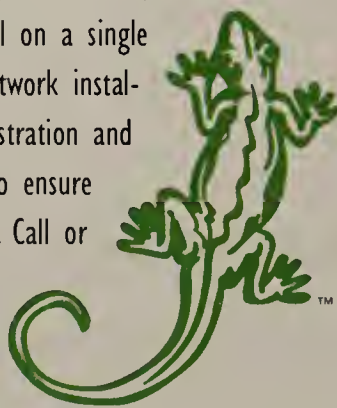 l on a single
twork instal-
stration and
o ensure
Call or
TM